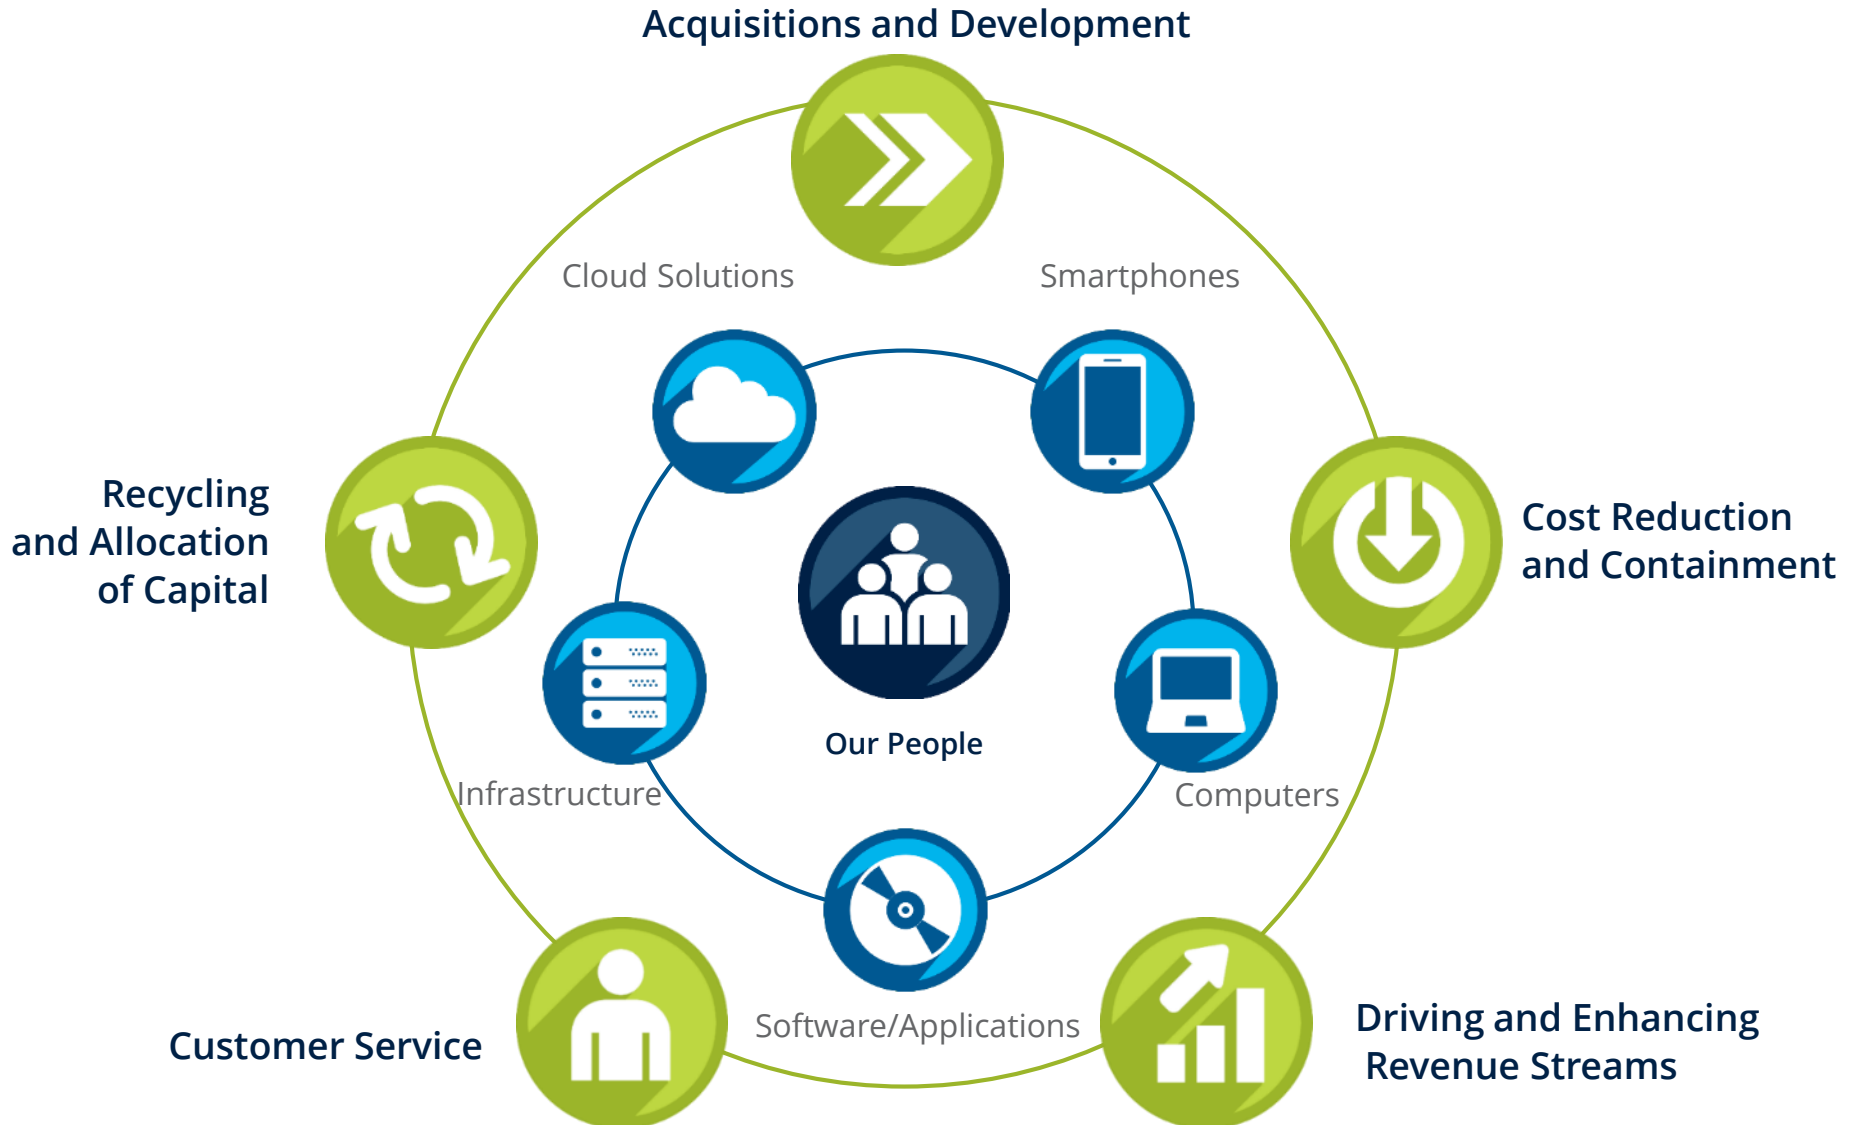 Acquisitions and Development
Cloud Solutions
Smartphones
Recycling
and Allocation
of Capital
Cost Reduction
and Containment
Our People
Infrastructure
Computers
Software/Applications
Customer Service
Driving and Enhancing
Revenue Streams